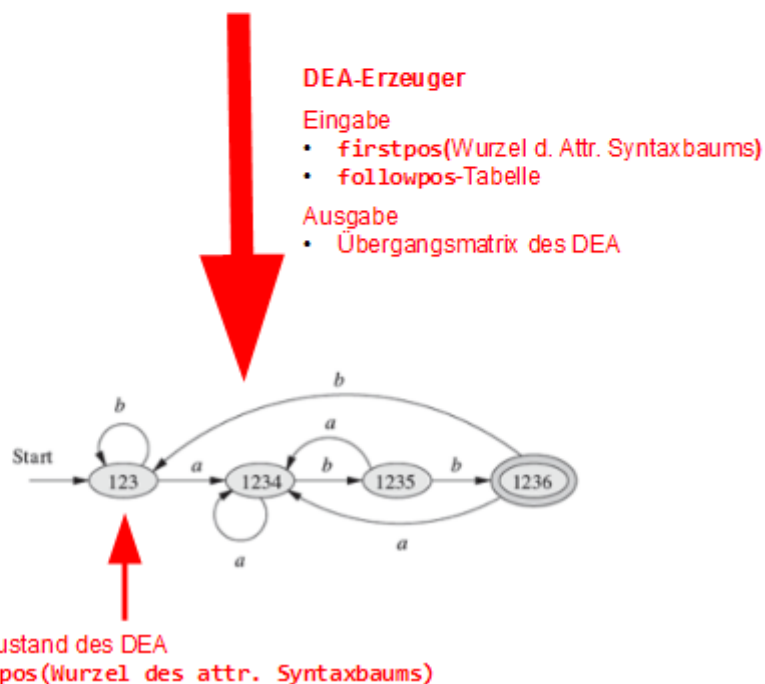 DEA-Erzeuger
Eingabe
• firstpos(Wurzel d. Attr. Syntaxbaums)
• followpos-Tabelle
Ausgabe
• Übergangsmatrix des DEA
b
b
a
Start
123
a
1234
b
1235
b
1236
a
a
ustand des DEA
pos(Wurzel des attr. Syntaxbaums)